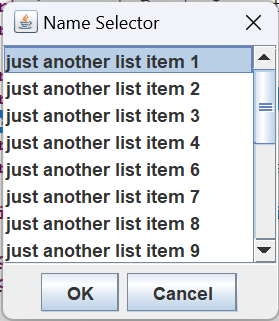 Name Selector
just another list item 1
just another list item 2
just another list item 3
just another list item 4
just another list item 6
just another list item 7
just another list item 8
just another list item 9
OK Cancel